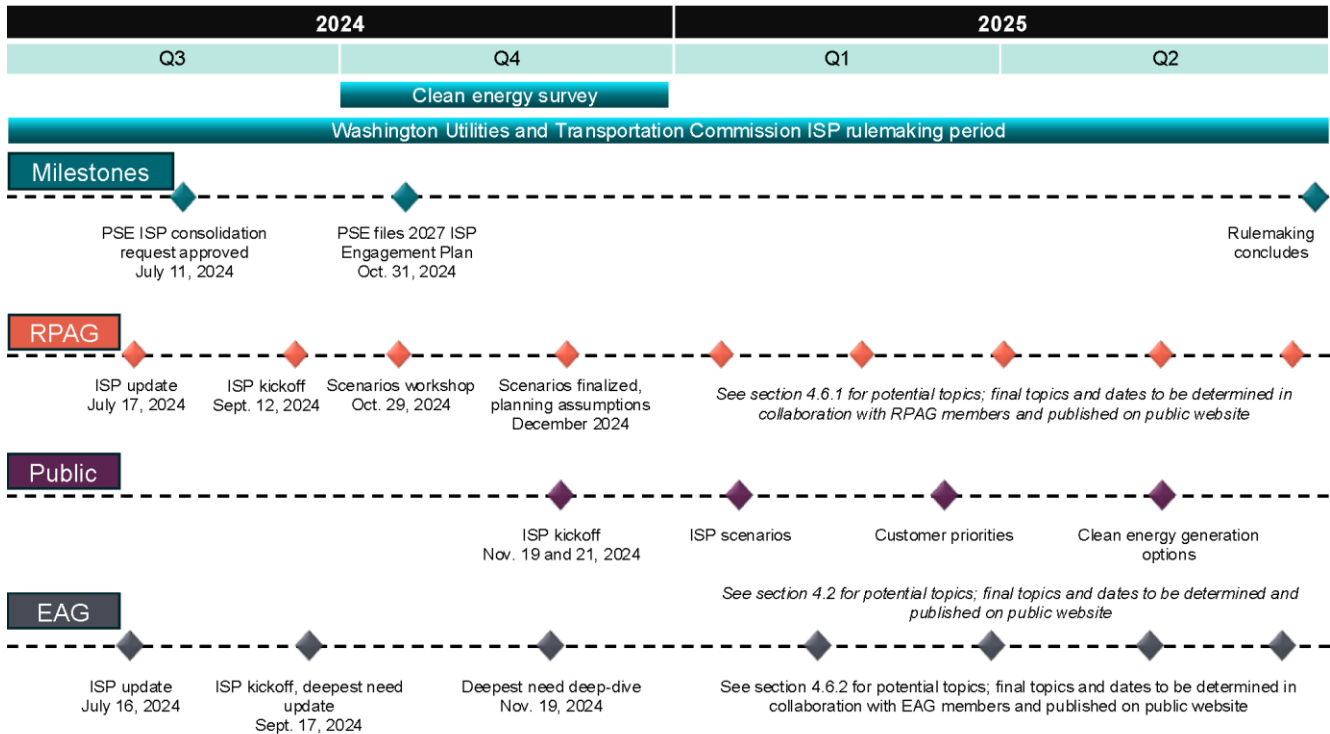 2024
2025
Q3
Q4
Q1
Q2
Clean energy survey
Washington Utilities and Transportation Commission ISP rulemaking period
Milestones
PSE ISP consolidation
request approved
July 11, 2024
PSE files 2027 ISP
Engagement Plan
Oct. 31, 2024
Rulemaking
concludes
RPAG
ISP update
July 17, 2024
ISP kickoff
Sept. 12, 2024
Scenarios workshop
Oct. 29, 2024
Scenarios finalized,
planning assumptions
December 2024
See section 4.6.1 for potential topics; final topics and dates to be determined in
collaboration with RPAG members and published on public website
Public
ISP kickoff
Nov. 19 and 21, 2024
ISP scenarios
Customer priorities
Clean energy generation
options
See section 4.2 for potential topics; final topics and dates to be determined and
published on public website
EAG
ISP update
July 16, 2024
ISP kickoff, deepest need
update
Sept. 17, 2024
Deepest need deep-dive
Nov. 19, 2024
See section 4.6.2 for potential topics; final topics and dates to be determined in
collaboration with EAG members and published on public website